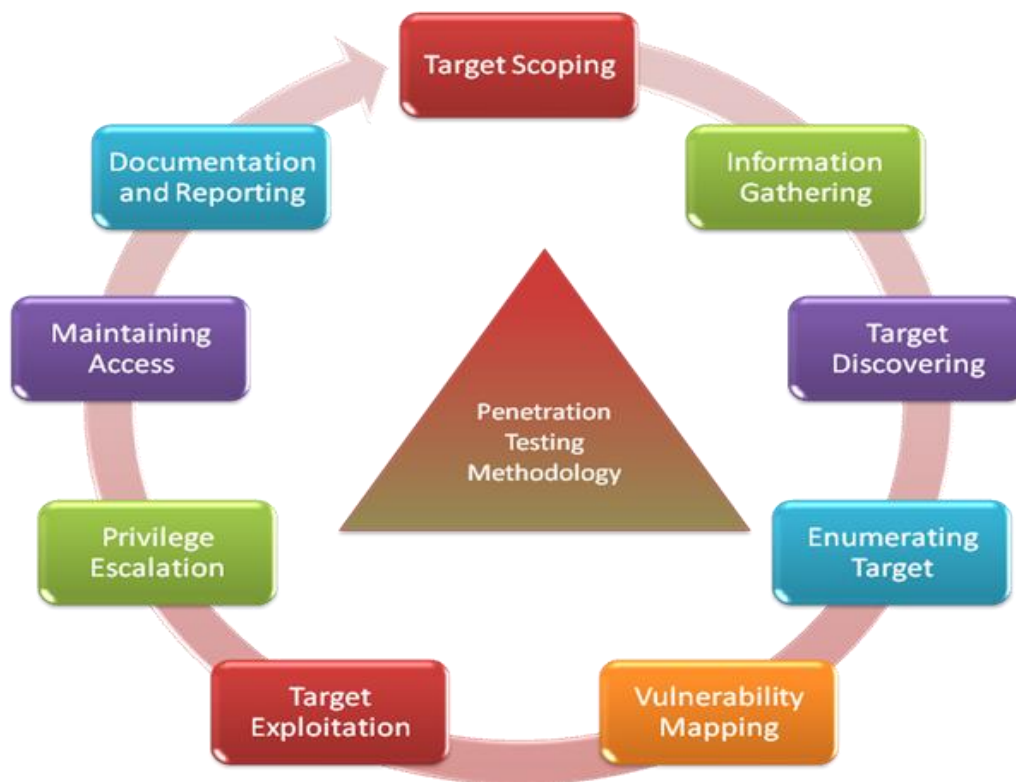 Target Scoping
Information
Gathering
Target
Discovering
Enumerating
Target
Vulnerability
Mapping
Target
Exploitation
Privilege
Escalation
Maintaining
Access
Documentation
and Reporting
Penetration
Testing
Methodology